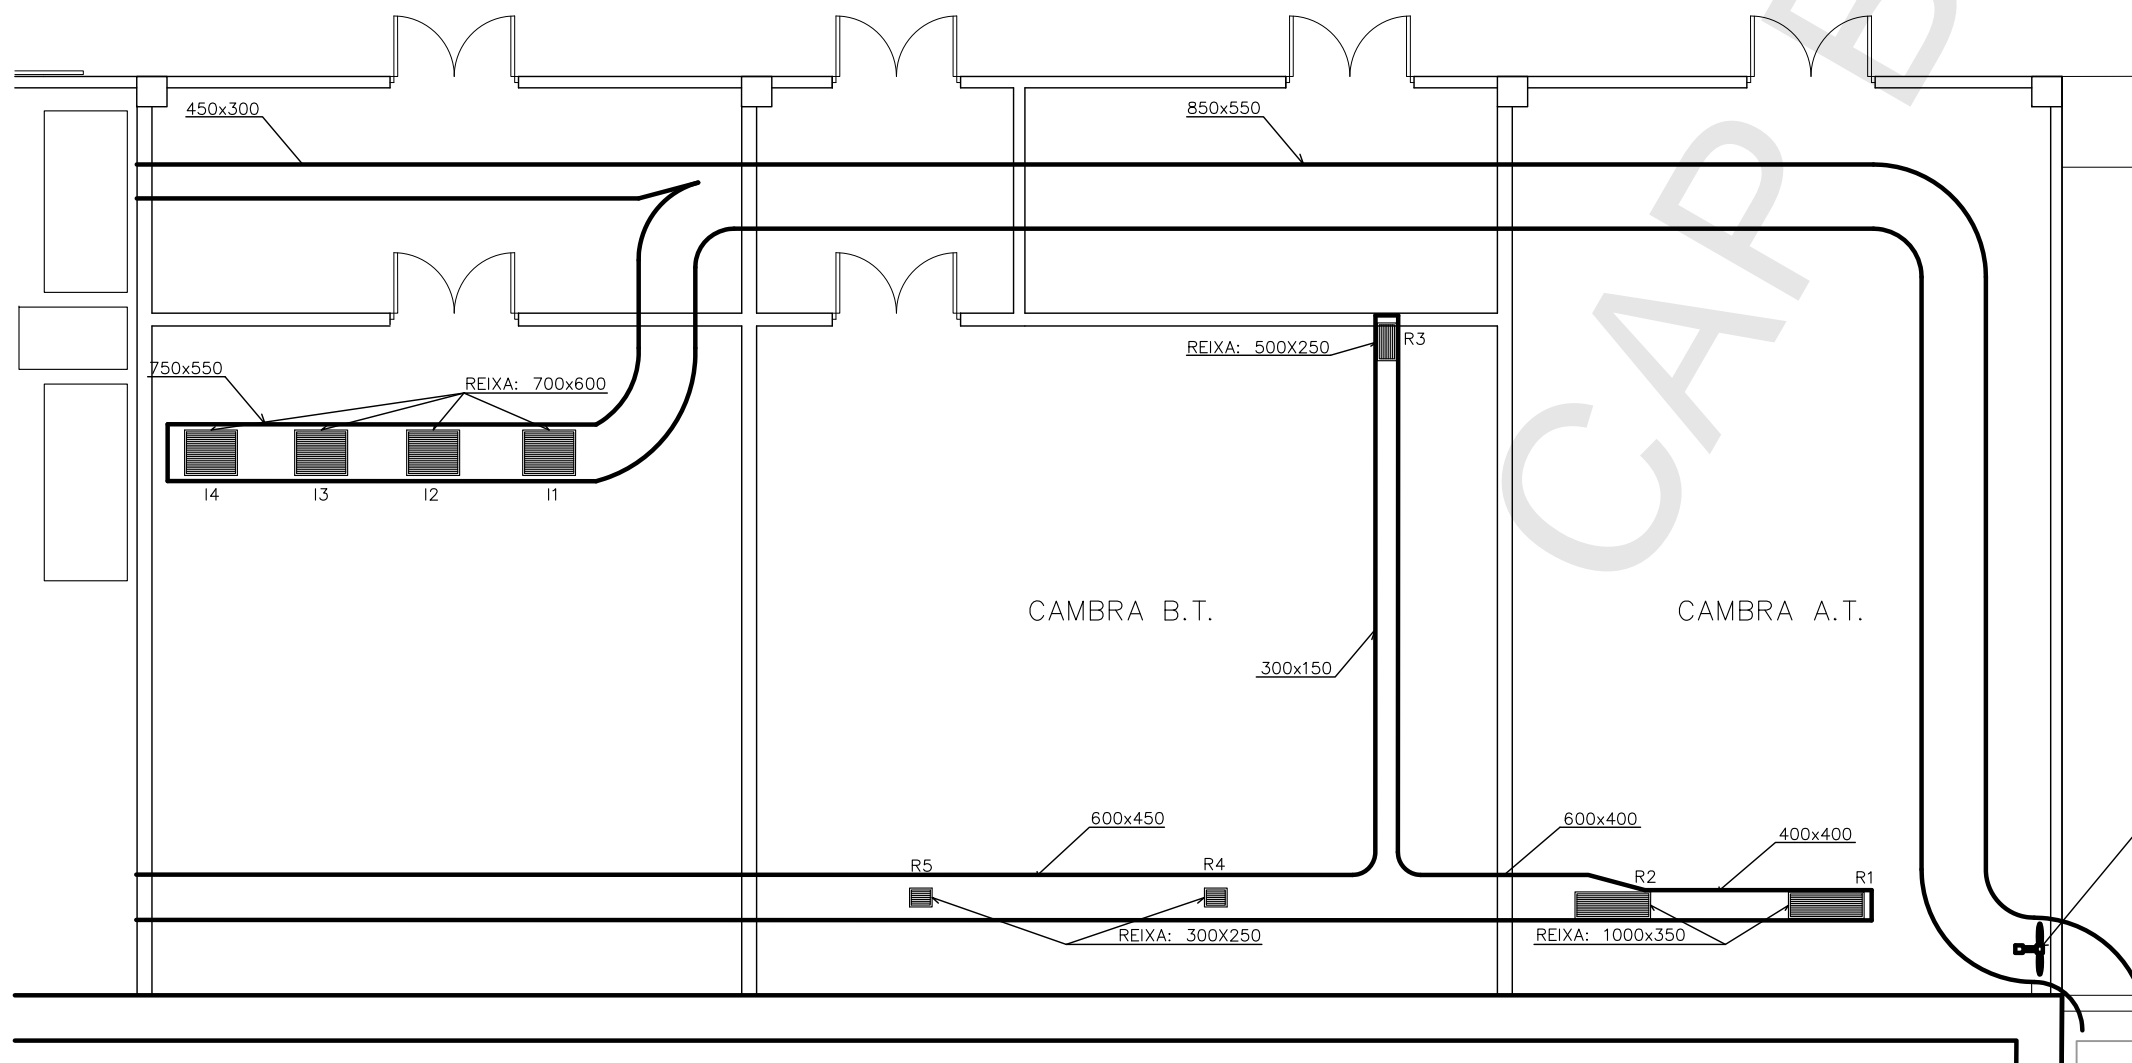 450x300
850x550
REIXA: 500X250
R3
750x550
REIXA: 700x600
I4
I3
I2
I1
CAMBRA B.T.
CAMBRA A.T.
300x150
600x450
600x400
400x400
R5
R4
R2
R1
REIXA: 300X250
REIXA: 1000x350
CAP B